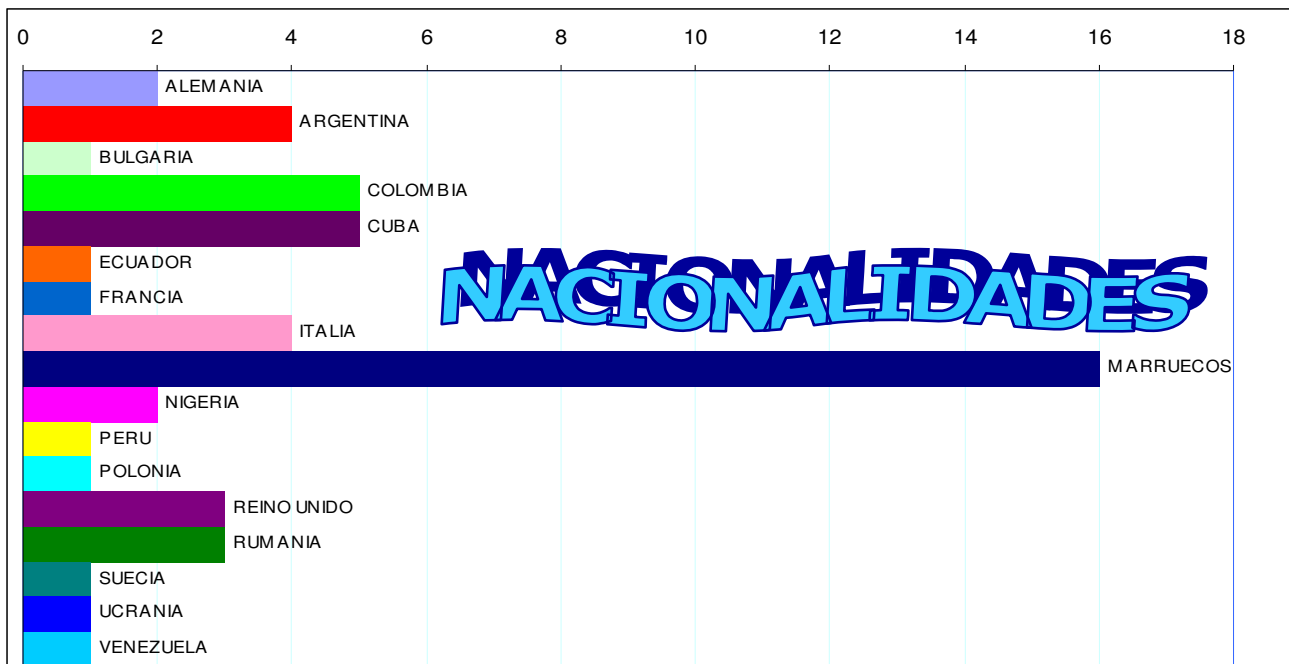 0 2 4 6 8 10 12 14 16 18
ALEMANIA
ARGENTINA
BULGARIA
COLOMBIA
CUBA
ECUADOR
NACIONALIDADES
FRANCIA
ITALIA
MARRUECOS
NIGERIA
PERU
POLONIA
REINO UNIDO
RUMANIA
SUECIA
UCRANIA
VENEZUELA